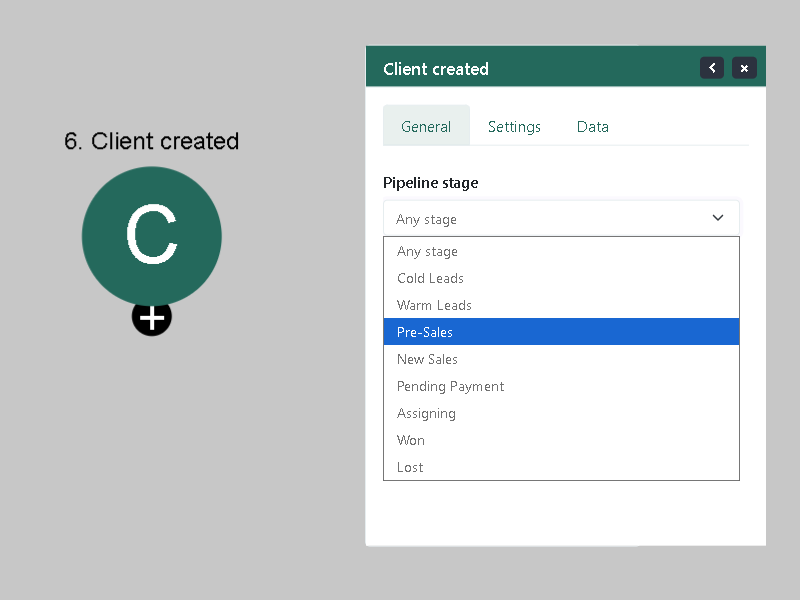 6. Client created
C
Client created
General Settings Data
Pipeline stage
Any stage
Any stage
Cold Leads
Warm Leads
Pre-Sales
New Sales
Pending Payment
Assigning
Won
Lost